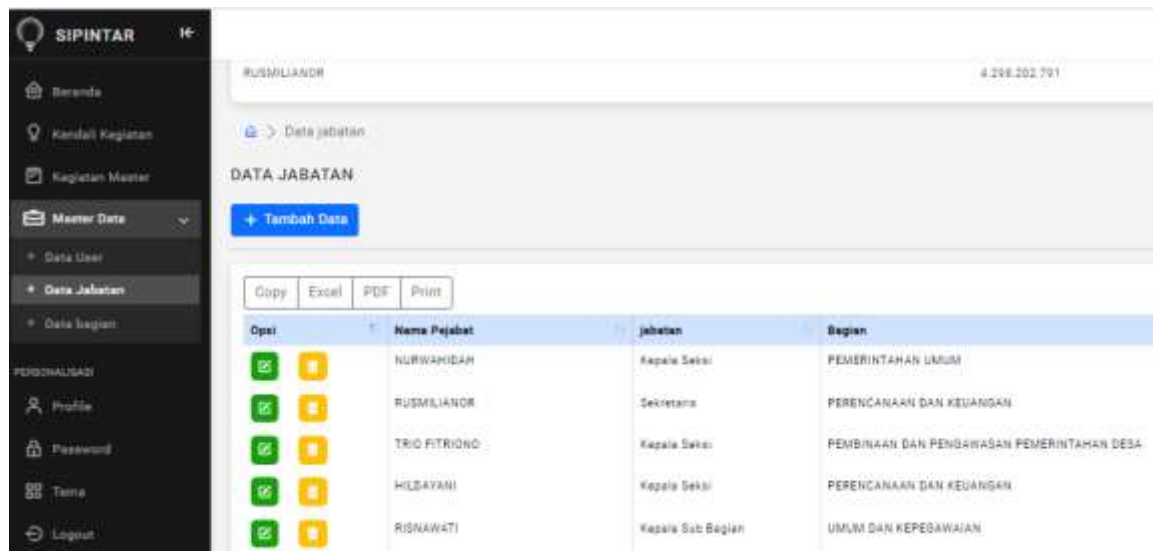 SIPINTAR
RUSMILIANOR 4.298.202.791
Beranda
Kendali Kegiatan
> Data jabatan
Kegiatan Master
DATA JABATAN
Master Data
+ Tambah Data
+ Data User
+ Data Jabatan
Copy Excel PDF Print
+ Data bagian
Opsi Nama Pejabat jabatan Bagian
NURWAHIDAH Kepala Seksi PEMERINTAHAN UMUM
PERSONALISASI
RUSMILIANOR Sekretaris PERENCANAAN DAN KEUANGAN
Profile
TRIO FITRIONO Kepala Seksi PEMBINAAN DAN PENGAWASAN PEMERINTAHAN DESA
Password
HILDAYANI Kepala Seksi PERENCANAAN DAN KEUANGAN
Tema
RISNAWATI Kepala Sub Bagian UMUM DAN KEPEGAWAIAN
Logout